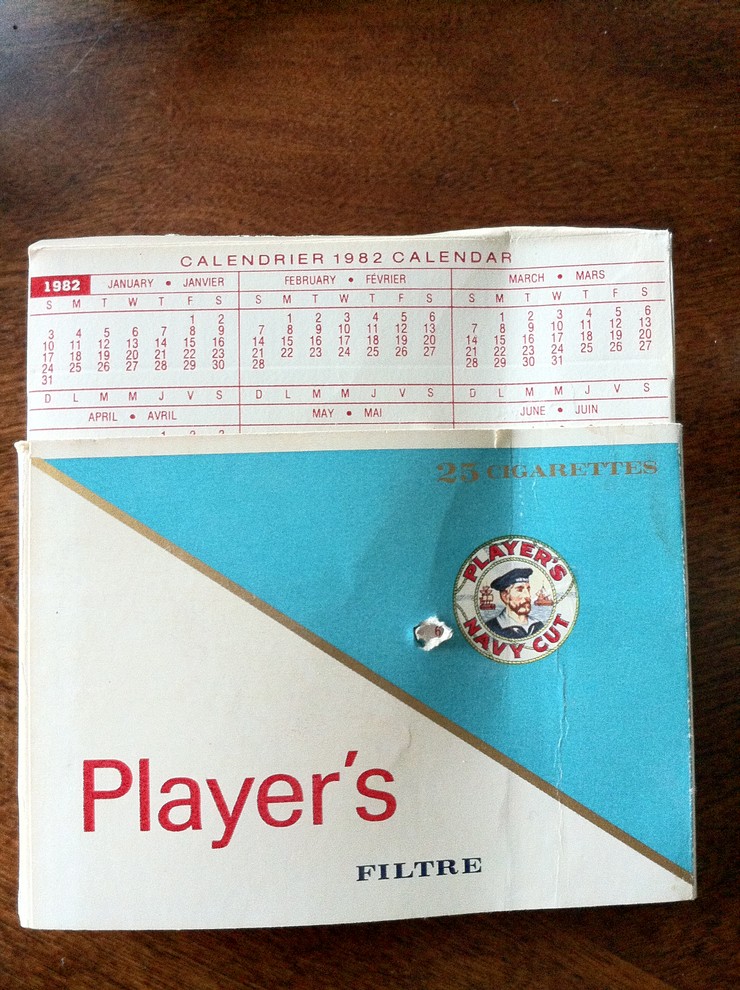 CALENDRIER 1982 CALENDAR
1982 JANUARY • JANVIER FEBRUARY • FÉVRIER MARCH • MARS
S M T W T F S S M T W T F S S M T W T F S
1 2 1 2 3 4 5 6 1 2 3 4 5 6
3 4 5 6 7 8 9 7 8 9 10 11 12 13 7 8 9 10 11 12 13
10 11 12 13 14 15 16 14 15 16 17 18 19 20 14 15 16 17 18 19 20
17 18 19 20 21 22 23 21 22 23 24 25 26 27 21 22 23 24 25 26 27
24 25 26 27 28 29 30 28 28 29 30 31
31
D L M M J V S D L M M J V S D L M M J V S
APRIL • AVRIL MAY • MAI JUNE • JUIN
25 CIGARETTES
PLAYER'S
NAVY CUT
Player's
FILTRE